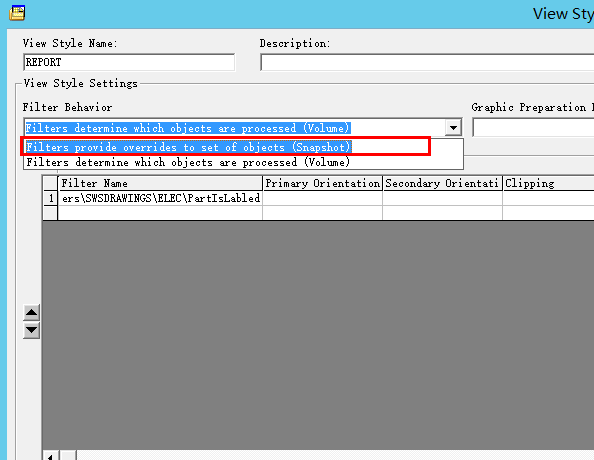 View Sty
View Style Name:
Description:
REPORT
View Style Settings
Filter Behavior
Graphic Preparation
Filters determine which objects are processed (Volume)
Filters provide overrides to set of objects (Snapshot)
Filters determine which objects are processed (Volume)
Filter Name Primary Orientation Secondary Orientati Clipping
1 ers\SWSDRAWINGS\ELEC\PartIsLabled